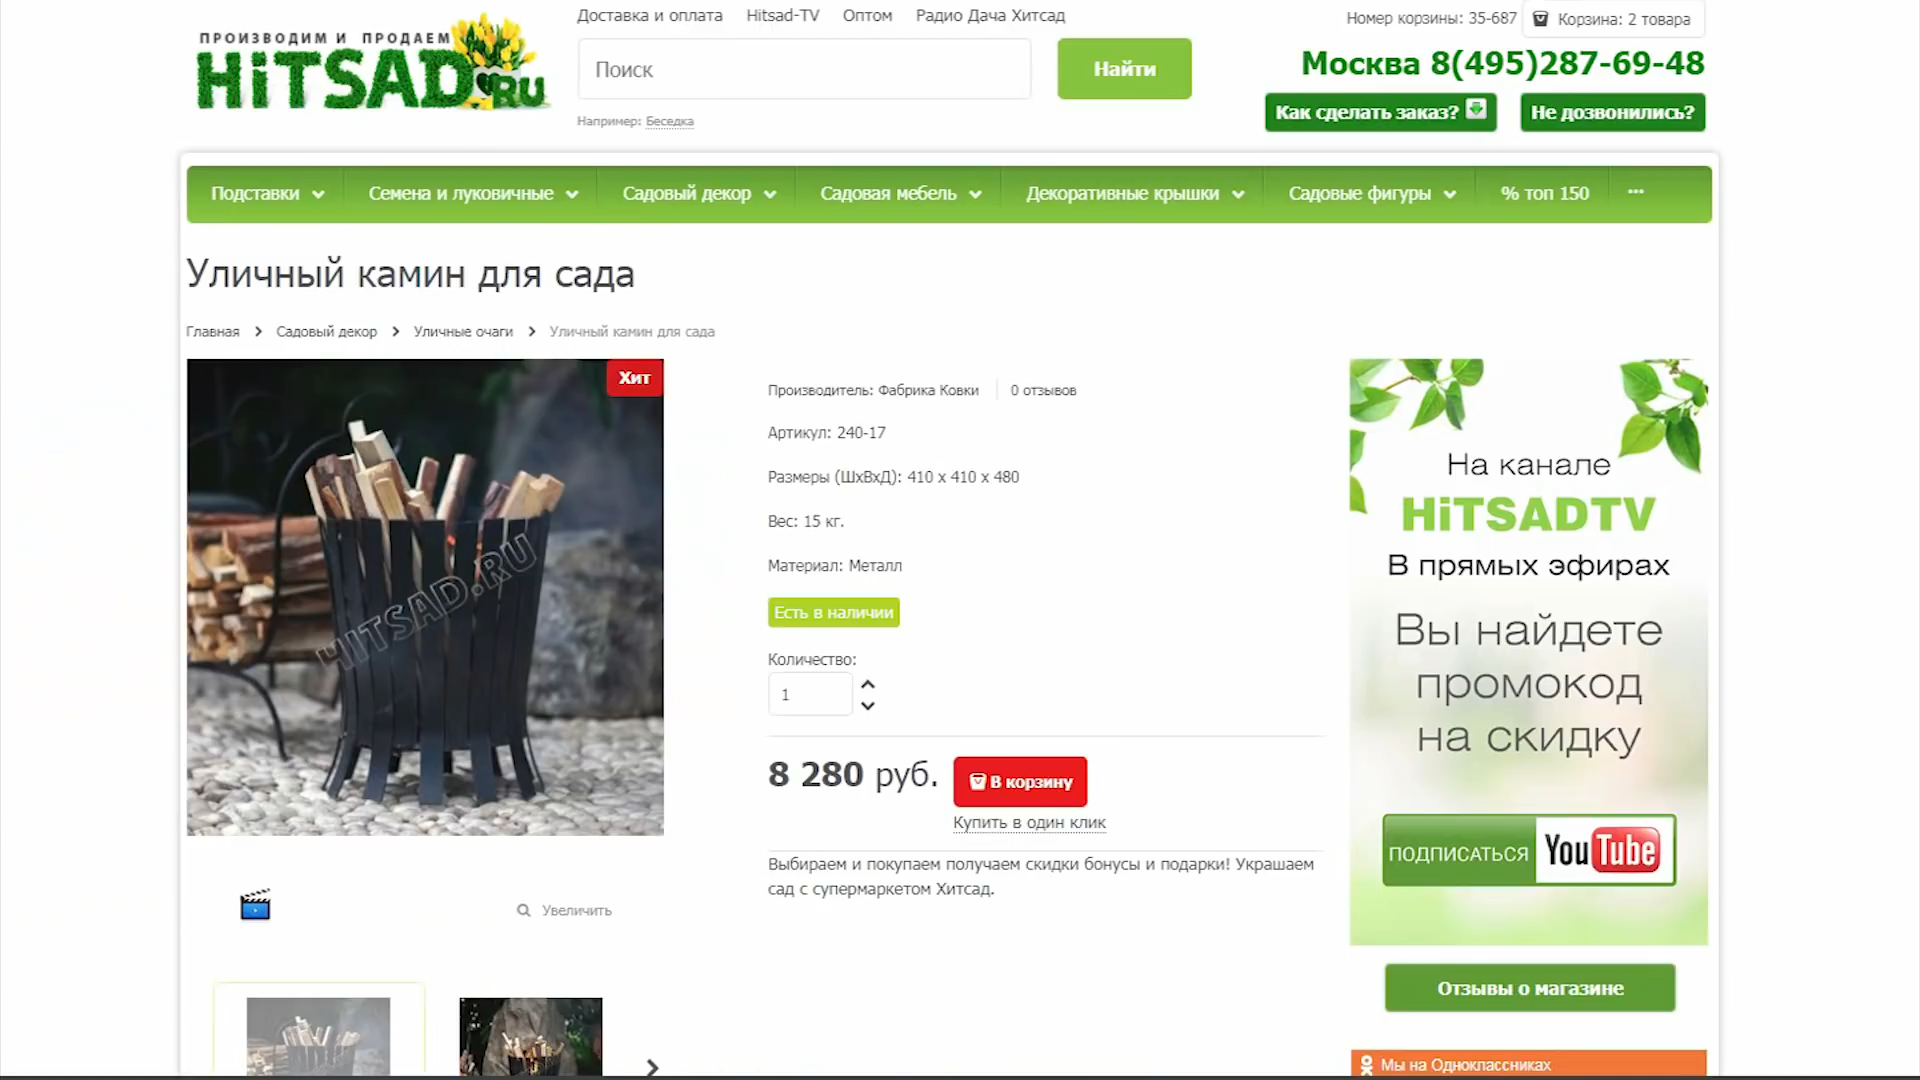 Доставка и оплата Hitsad-TV Оптом Радио Дача Хитсад
Номер корзины: 35-687 Корзина: 2 товара
ПРОИЗВОДИМ И ПРОДАЕМ
HiTSAD.RU
Поиск
Найти
Например: Беседка
Москва 8(495)287-69-48
Как сделать заказ? Не дозвонились?
Подставки Семена и луковичные Садовый декор Садовая мебель Декоративные крышки Садовые фигуры % топ 150 ···
Уличный камин для сада
Главная > Садовый декор > Уличные очаги > Уличный камин для сада
Хит
HITSAD.RU
Увеличить
Производитель: Фабрика Ковки 0 отзывов
Артикул: 240-17
Размеры (ШхВхД): 410 x 410 x 480
Вес: 15 кг.
Материал: Металл
Есть в наличии
Количество:
1
8 280 руб. В корзину
Купить в один клик
Выбираем и покупаем получаем скидки бонусы и подарки! Украшаем
сад с супермаркетом Хитсад.
На канале
HiTSADTV
В прямых эфирах
Вы найдете
промокод
на скидку
ПОДПИСАТЬСЯ YouTube
Отзывы о магазине
Мы на Одноклассниках